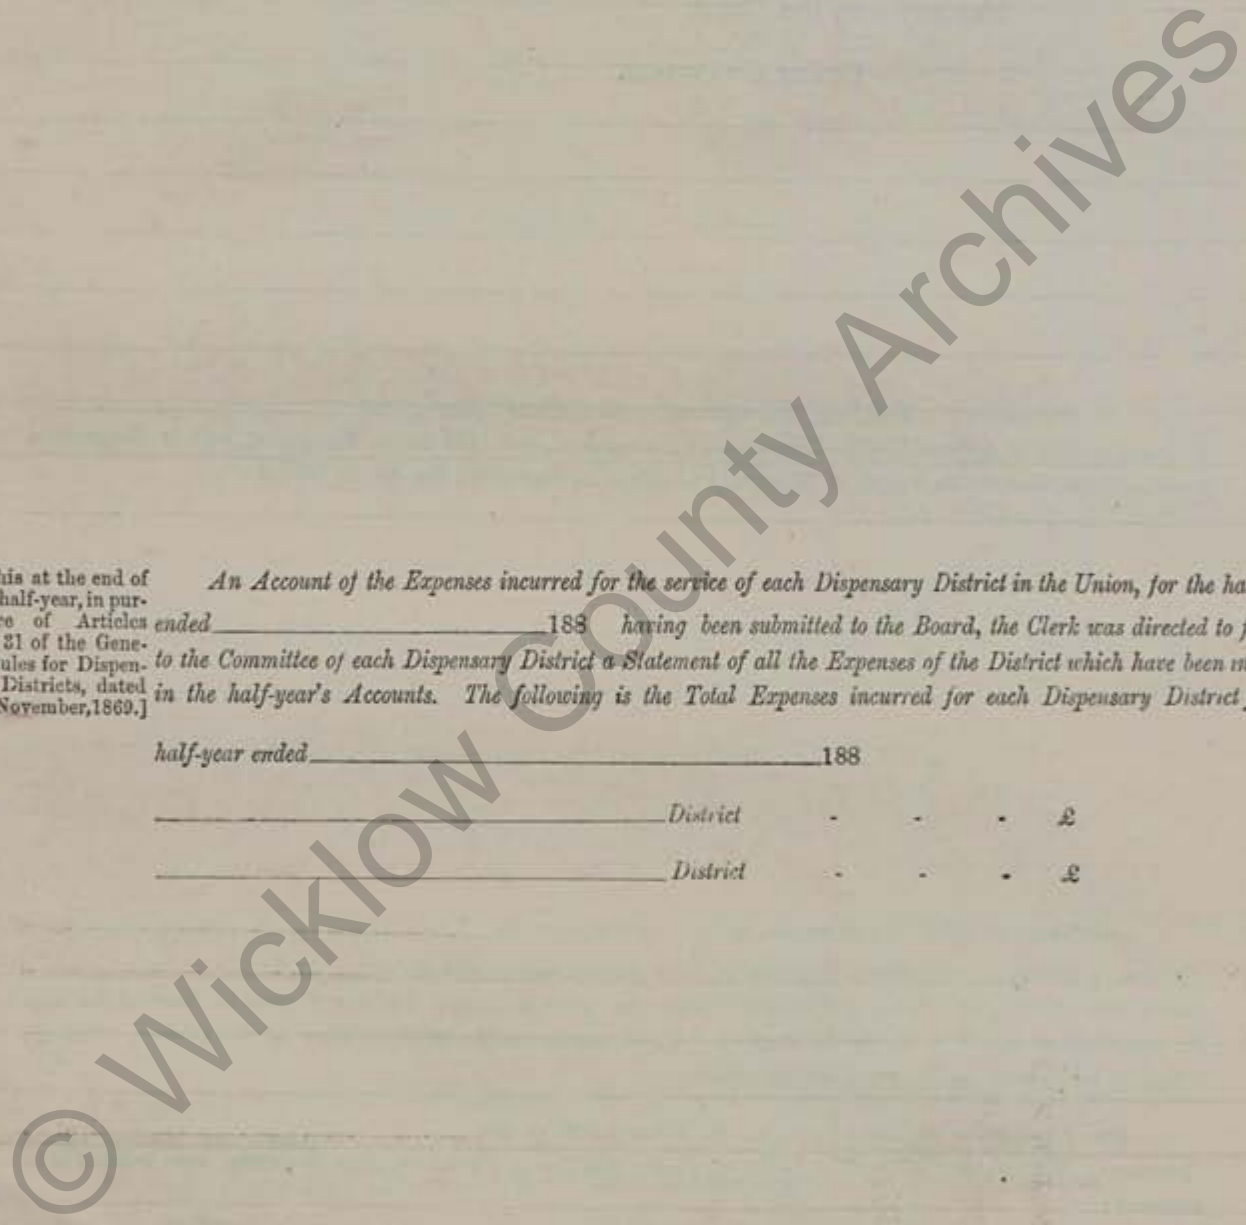 his at the end of
half-year, in pur-
ce of Articles
31 of the Gene-
ules for Dispen-
Districts, dated
November, 1869.]
An Account of the Expenses incurred for the service of each Dispensary District in the Union, for the ha
ended 188 having been submitted to the Board, the Clerk was directed to f
to the Committee of each Dispensary District a Statement of all the Expenses of the District which have been in
in the half-year's Accounts. The following is the Total Expenses incurred for each Dispensary District
half-year ended 188
District - - - £
District - - - £
© Wicklow County Archives